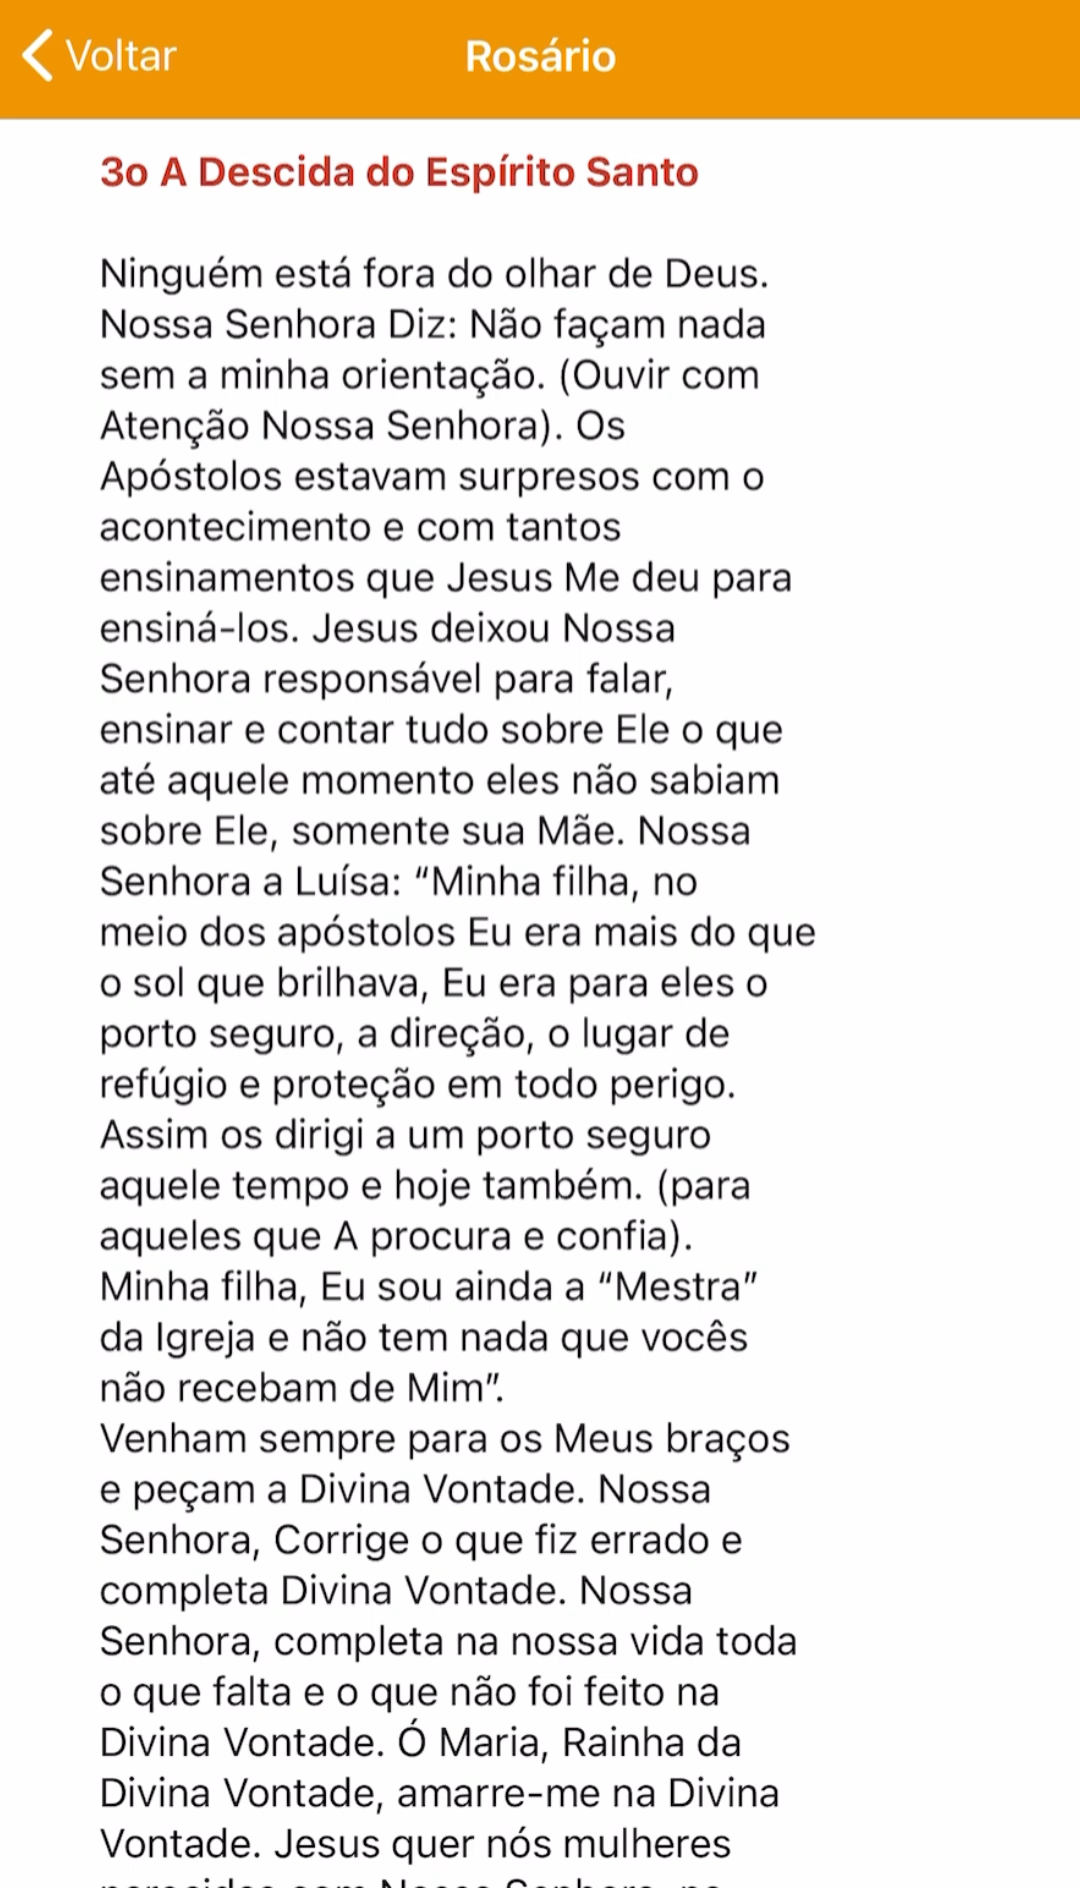 Voltar
Rosário
3o A Descida do Espírito Santo
Ninguém está fora do olhar de Deus.
Nossa Senhora Diz: Não façam nada
sem a minha orientação. (Ouvir com
Atenção Nossa Senhora). Os
Apóstolos estavam surpresos com o
acontecimento e com tantos
ensinamentos que Jesus Me deu para
ensiná-los. Jesus deixou Nossa
Senhora responsável para falar,
ensinar e contar tudo sobre Ele o que
até aquele momento eles não sabiam
sobre Ele, somente sua Mãe. Nossa
Senhora a Luísa: “Minha filha, no
meio dos apóstolos Eu era mais do que
o sol que brilhava, Eu era para eles o
porto seguro, a direção, o lugar de
refúgio e proteção em todo perigo.
Assim os dirigi a um porto seguro
aquele tempo e hoje também. (para
aqueles que A procura e confia).
Minha filha, Eu sou ainda a “Mestra”
da Igreja e não tem nada que vocês
não recebam de Mim”.
Venham sempre para os Meus braços
e peçam a Divina Vontade. Nossa
Senhora, Corrige o que fiz errado e
completa Divina Vontade. Nossa
Senhora, completa na nossa vida toda
o que falta e o que não foi feito na
Divina Vontade. Ó Maria, Rainha da
Divina Vontade, amarre-me na Divina
Vontade. Jesus quer nós mulheres